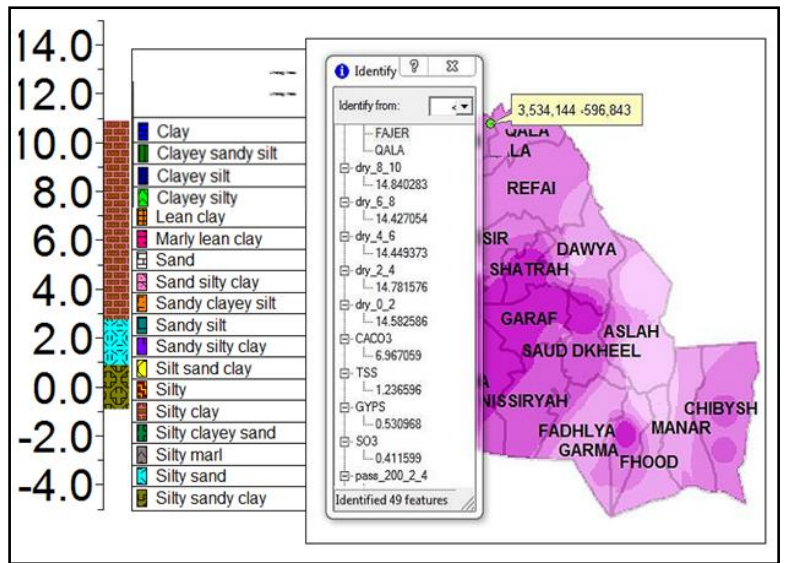 14.0
12.0
10.0
8.0
6.0
4.0
2.0
0.0
-2.0
-4.0
Clay
Clayey sandy silt
Clayey silt
Clayey silty
Lean clay
Marly lean clay
Sand
Sand silty clay
Sandy clayey silt
Sandy silt
Sandy silty clay
Silt sand clay
Silty
Silty clay
Silty clayey sand
Silty marl
Silty sand
Silty sandy clay
Identify
Identify from:
FAJER
QALA
dry_8_10
14.840283
dry_6_8
14.427054
dry_4_6
14.449373
dry_2_4
14.781576
dry_0_2
14.582586
CACO3
6.967059
TSS
1.236596
GYPS
0.530968
SO3
0.411599
pass_200_2_4
Identified 49 features
3,534,144 -596,843
QALA
LA
REFAI
SIR
DAWYA
SHATRAH
GARAF
ASLAH
SAUD DKHEEL
A
NISSIRYAH
CHIBYSH
FADHLYA
MANAR
GARMA
FHOOD